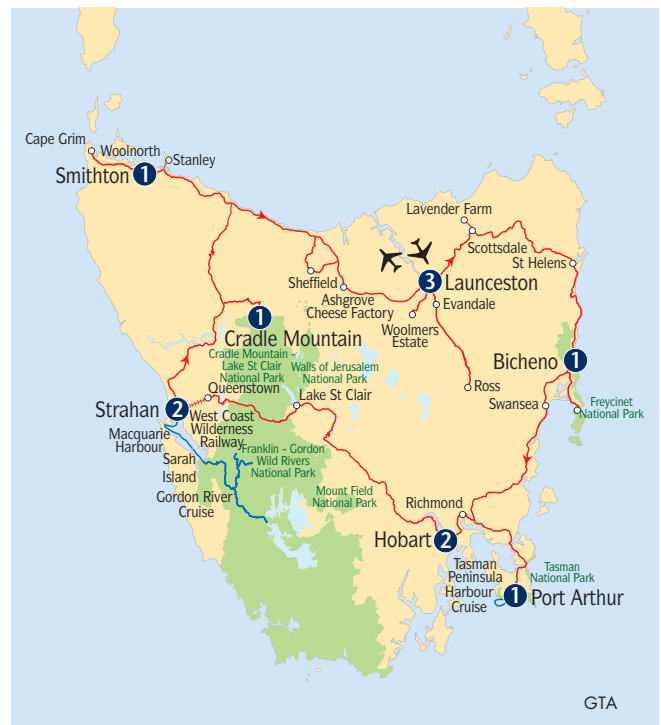 Cape Grim
Woolnorth
Stanley
Smithton 1
Lavender Farm
Scottsdale
St Helens
3 Launceston
Sheffield
Ashgrove
Cheese Factory
Evandale
Woolmers
Estate
1
Cradle Mountain
Cradle Mountain -
Lake St Clair
National Park
Walls of Jerusalem
National Park
Bicheno 1
Ross
Queenstown
Lake St Clair
Swansea
Freycinet
National Park
Strahan 2
West Coast
Wilderness
Railway
Macquarie
Harbour
Sarah
Island
Franklin - Gordon
Wild Rivers
National Park
Gordon River
Cruise
Mount Field
National Park
Richmond
Hobart 2
Tasman
Peninsula
Harbour
Cruise
Tasman
National Park
1 Port Arthur
GTA